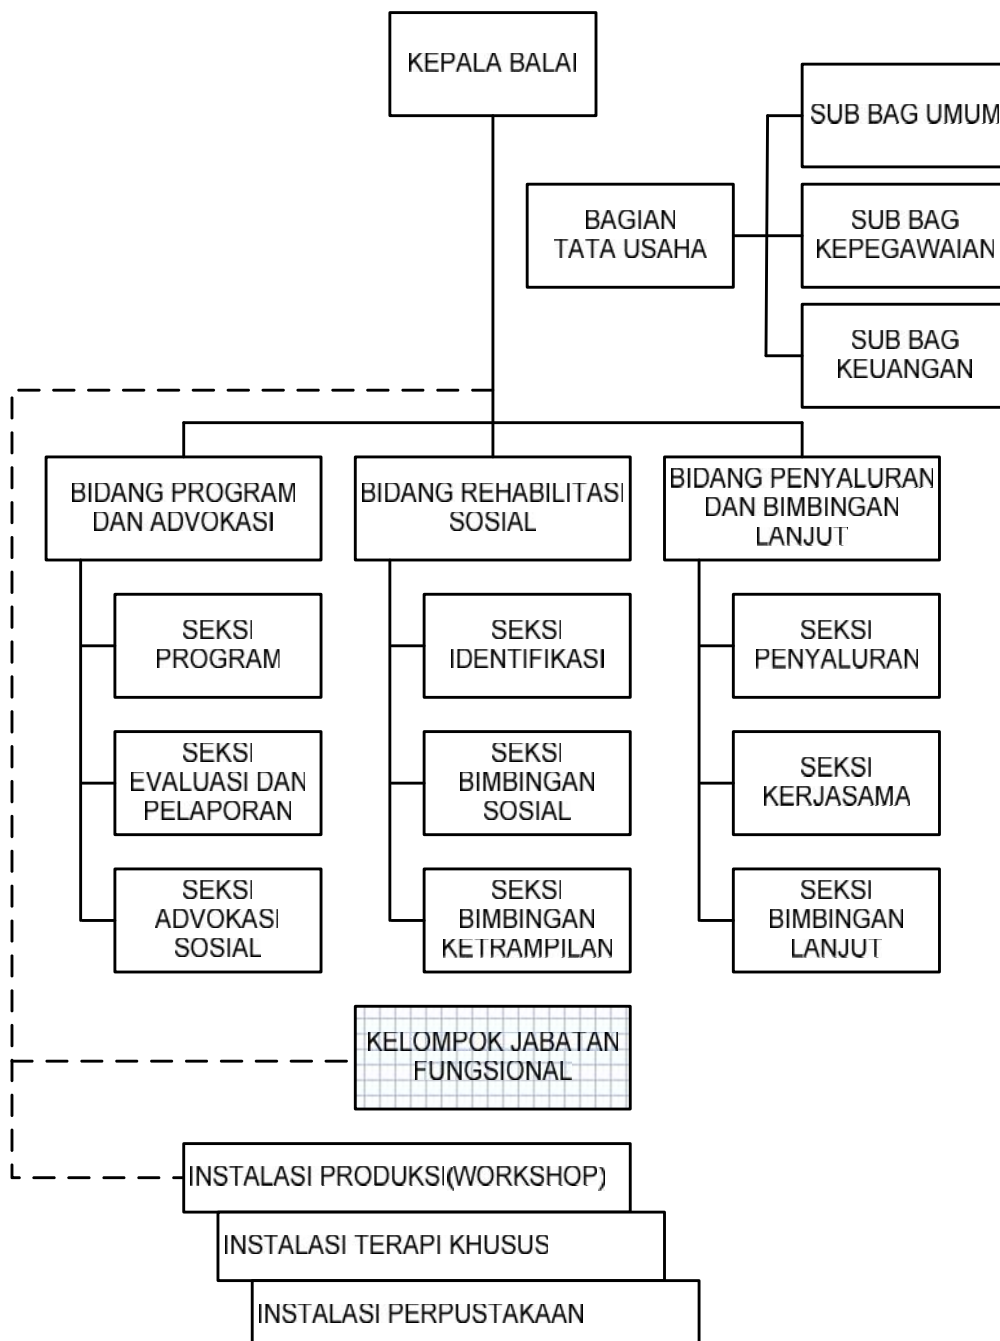 KEPALA BALAI
SUB BAG UMUM
BAGIAN
TATA USAHA
SUB BAG
KEPEGAWAIAN
SUB BAG
KEUANGAN
BIDANG PROGRAM
DAN ADVOKASI
BIDANG REHABILITASI
SOSIAL
BIDANG PENYALURAN
DAN BIMBINGAN
LANJUT
SEKSI
PROGRAM
SEKSI
IDENTIFIKASI
SEKSI
PENYALURAN
SEKSI
EVALUASI DAN
PELAPORAN
SEKSI
BIMBINGAN
SOSIAL
SEKSI
KERJASAMA
SEKSI
ADVOKASI
SOSIAL
SEKSI
BIMBINGAN
KETRAMPILAN
SEKSI
BIMBINGAN
LANJUT
KELOMPOK JABATAN
FUNGSIONAL
INSTALASI PRODUKSI(WORKSHOP)
INSTALASI TERAPI KHUSUS
INSTALASI PERPUSTAKAAN